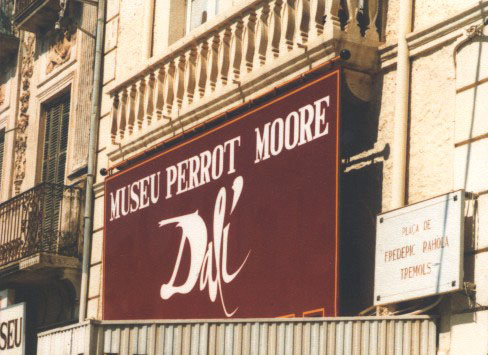 MUSEU PERROT MOORE
Dalí
PLAÇA DE
FREDERIC RAHOLA
TREMOLS
SEU